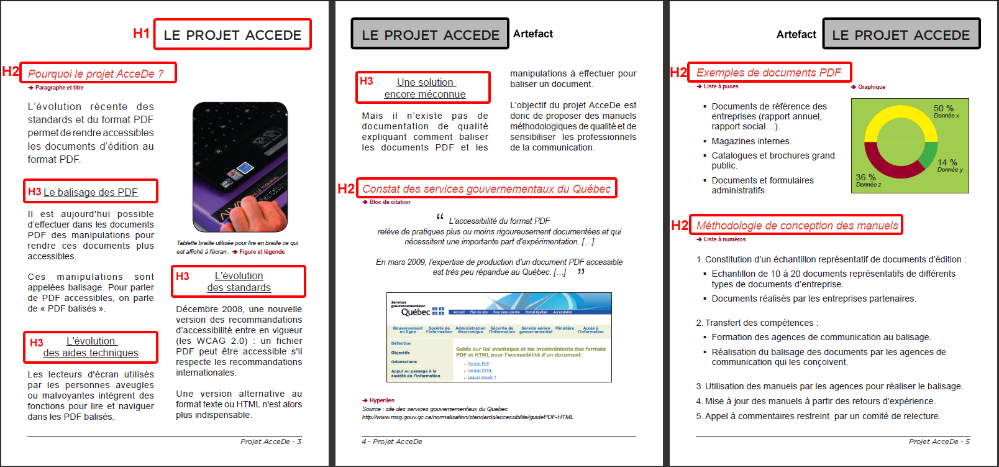 H1 LE PROJET ACCEDE
H2 Pourquoi le projet AcceDe ?
➔ Paragraphe et titre
L’évolution récente des
standards et du format PDF
permet de rendre accessibles
les documents d’édition au
format PDF.
H3 Le balisage des PDF
Il est aujourd'hui possible
d’effectuer dans les documents
PDF des manipulations pour
rendre ces documents plus
accessibles.
Ces manipulations sont
appelées balisage. Pour parler
de PDF accessibles, on parle
de « PDF balisés ».
H3 L'évolution
des aides techniques
Les lecteurs d'écran utilisés
par les personnes aveugles
ou malvoyantes intègrent des
fonctions pour lire et naviguer
dans les PDF balisés.
Tablette braille utilisée pour lire en braille ce qui
est affiché à l'écran . ➔ Figure et légende
H3 L'évolution
des standards
Décembre 2008, une nouvelle
version des recommandations
d’accessibilité entre en vigueur
(les WCAG 2.0) : un fichier
PDF peut être accessible s'il
respecte les recommandations
internationales.
Une version alternative au
format texte ou HTML n'est alors
plus indispensable.
Projet AcceDe - 3
LE PROJET ACCEDE Artefact
H3 Une solution
encore méconnue
Mais il n’existe pas de
documentation de qualité
expliquant comment baliser
les documents PDF et les
manipulations à effectuer pour
baliser un document.
L’objectif du projet AcceDe est
donc de proposer des manuels
méthodologiques de qualité et de
sensibiliser les professionnels
de la communication.
H2 Constat des services gouvernementaux du Québec
➔ Bloc de citation
“ L'accessibilité du format PDF
relève de pratiques plus ou moins rigoureusement documentées et qui
nécessitent une importante part d'expérimentation. […]
En mars 2009, l'expertise de production d'un document PDF accessible
est très peu répandue au Québec. […] ”
Services
gouvernementaux
Québec
Accueil Plan du site Pour nous joindre Portail Québec Accessibilité
Gouvernement en ligne Société de l'information Administration électronique Sécurité de l'information Service aérien gouvernemental Ministère Accès à l'information
Définition
Objectifs
Orientations
Appui au passage à la
société de l'information
Guide sur les avantages et les inconvénients des formats
PDF et HTML pour l'accessibilité d'un document
Format PDF
Format HTML
Lequel choisir ?
➔ Hyperlien
Source : site des services gouvernementaux du Quebec
http://www.msg.gouv.qc.ca/normalisation/standards/accessibilite/guidePDF-HTML
4 - Projet AcceDe
Artefact LE PROJET ACCEDE
H2 Exemples de documents PDF
➔ Liste à puces
▪ Documents de référence des
entreprises (rapport annuel,
rapport social…).
▪ Magazines internes.
▪ Catalogues et brochures grand
public.
▪ Documents et formulaires
administratifs.
➔ Graphique
50 %
Donnée x
14 %
Donnée y
36 %
Donnée z
H2 Méthodologie de conception des manuels
➔ Liste à numéros
1. Constitution d’un échantillon représentatif de documents d’édition :
▪ Echantillon de 10 à 20 documents représentatifs de différents
types de documents d’entreprise.
▪ Documents réalisés par les entreprises partenaires.
2. Transfert des compétences :
▪ Formation des agences de communication au balisage.
▪ Réalisation du balisage des documents par les agences de
communication qui les conçoivent.
3. Utilisation des manuels par les agences pour réaliser le balisage.
4. Mise à jour des manuels à partir des retours d’expérience.
5. Appel à commentaires restreint par un comité de relecture.
Projet AcceDe - 5